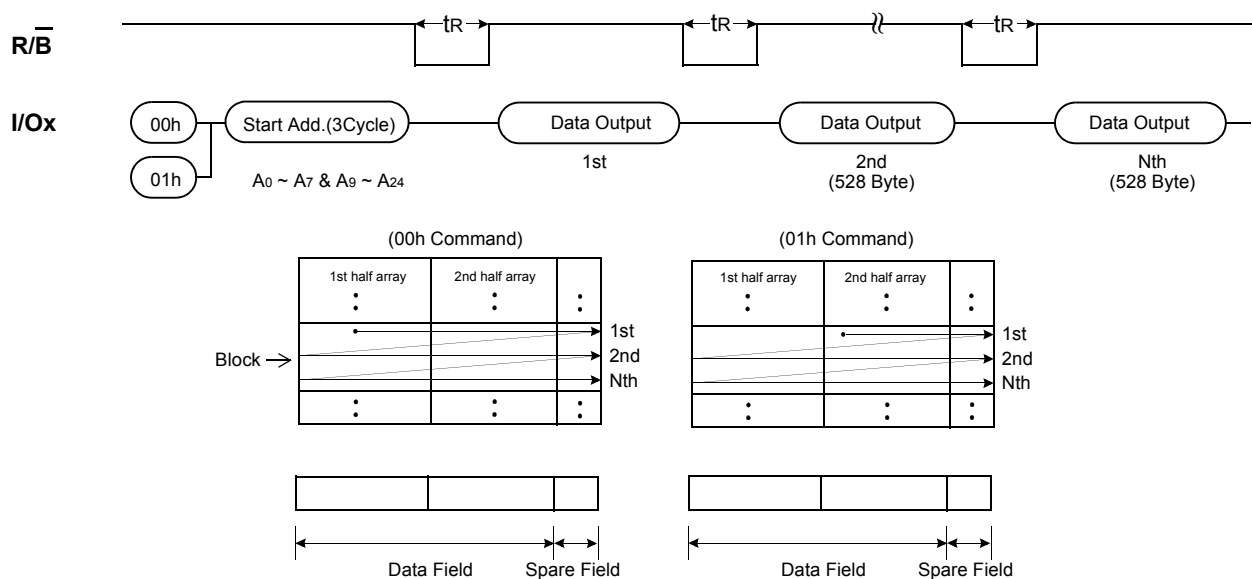 R/B
tR tR tR
I/Ox
00h Start Add.(3Cycle) Data Output Data Output Data Output
01h
A0 ~ A7 & A9 ~ A24
1st 2nd Nth
(528 Byte) (528 Byte)
(00h Command) (01h Command)
1st half array 2nd half array 1st half array 2nd half array
1st 1st
Block 2nd 2nd
Nth Nth
Data Field Spare Field Data Field Spare Field